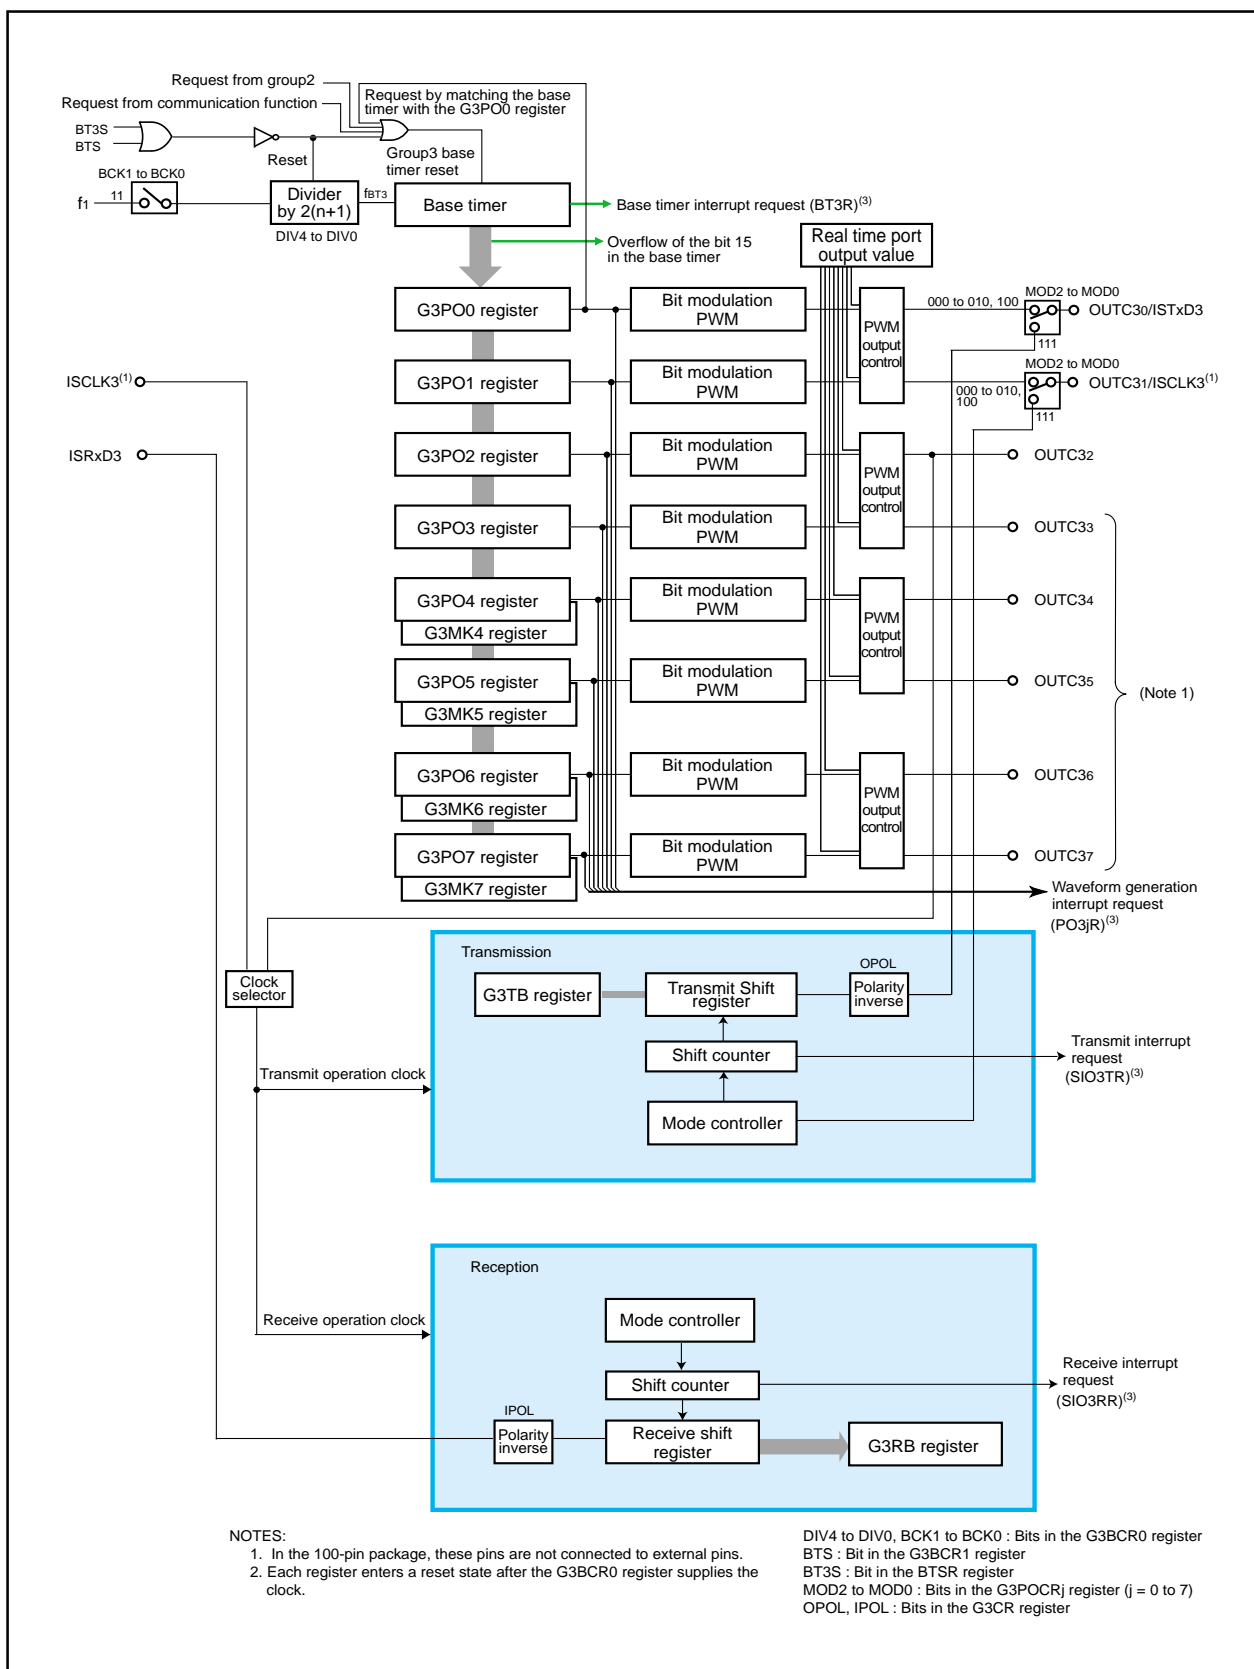 Request from group2
Request from communication function
Request by matching the base
timer with the G3PO0 register
BT3S
BTS
Reset
Group3 base
timer reset
BCK1 to BCK0
f1
11
Divider
by 2(n+1)
fBT3
DIV4 to DIV0
Base timer
Base timer interrupt request (BT3R)(3)
Overflow of the bit 15
in the base timer
Real time port
output value
G3PO0 register
Bit modulation
PWM
PWM
output
control
000 to 010, 100
MOD2 to MOD0
OUTC30/ISTxD3
111
ISCLK3(1)
G3PO1 register
Bit modulation
PWM
000 to 010,
100
MOD2 to MOD0
OUTC31/ISCLK3(1)
111
ISRxD3
G3PO2 register
Bit modulation
PWM
PWM
output
control
OUTC32
G3PO3 register
Bit modulation
PWM
OUTC33
G3PO4 register
G3MK4 register
Bit modulation
PWM
PWM
output
control
OUTC34
G3PO5 register
G3MK5 register
Bit modulation
PWM
OUTC35
(Note 1)
G3PO6 register
G3MK6 register
Bit modulation
PWM
PWM
output
control
OUTC36
G3PO7 register
G3MK7 register
Bit modulation
PWM
OUTC37
Waveform generation
interrupt request
(PO3jR)(3)
Clock
selector
Transmission
G3TB register
Transmit Shift
register
OPOL
Polarity
inverse
Shift counter
Transmit interrupt
request
(SIO3TR)(3)
Transmit operation clock
Mode controller
Reception
Receive operation clock
Mode controller
Shift counter
Receive interrupt
request
(SIO3RR)(3)
IPOL
Polarity
inverse
Receive shift
register
G3RB register
NOTES:
1. In the 100-pin package, these pins are not connected to external pins.
2. Each register enters a reset state after the G3BCR0 register supplies the
clock.
DIV4 to DIV0, BCK1 to BCK0 : Bits in the G3BCR0 register
BTS : Bit in the G3BCR1 register
BT3S : Bit in the BTSR register
MOD2 to MOD0 : Bits in the G3POCRj register (j = 0 to 7)
OPOL, IPOL : Bits in the G3CR register